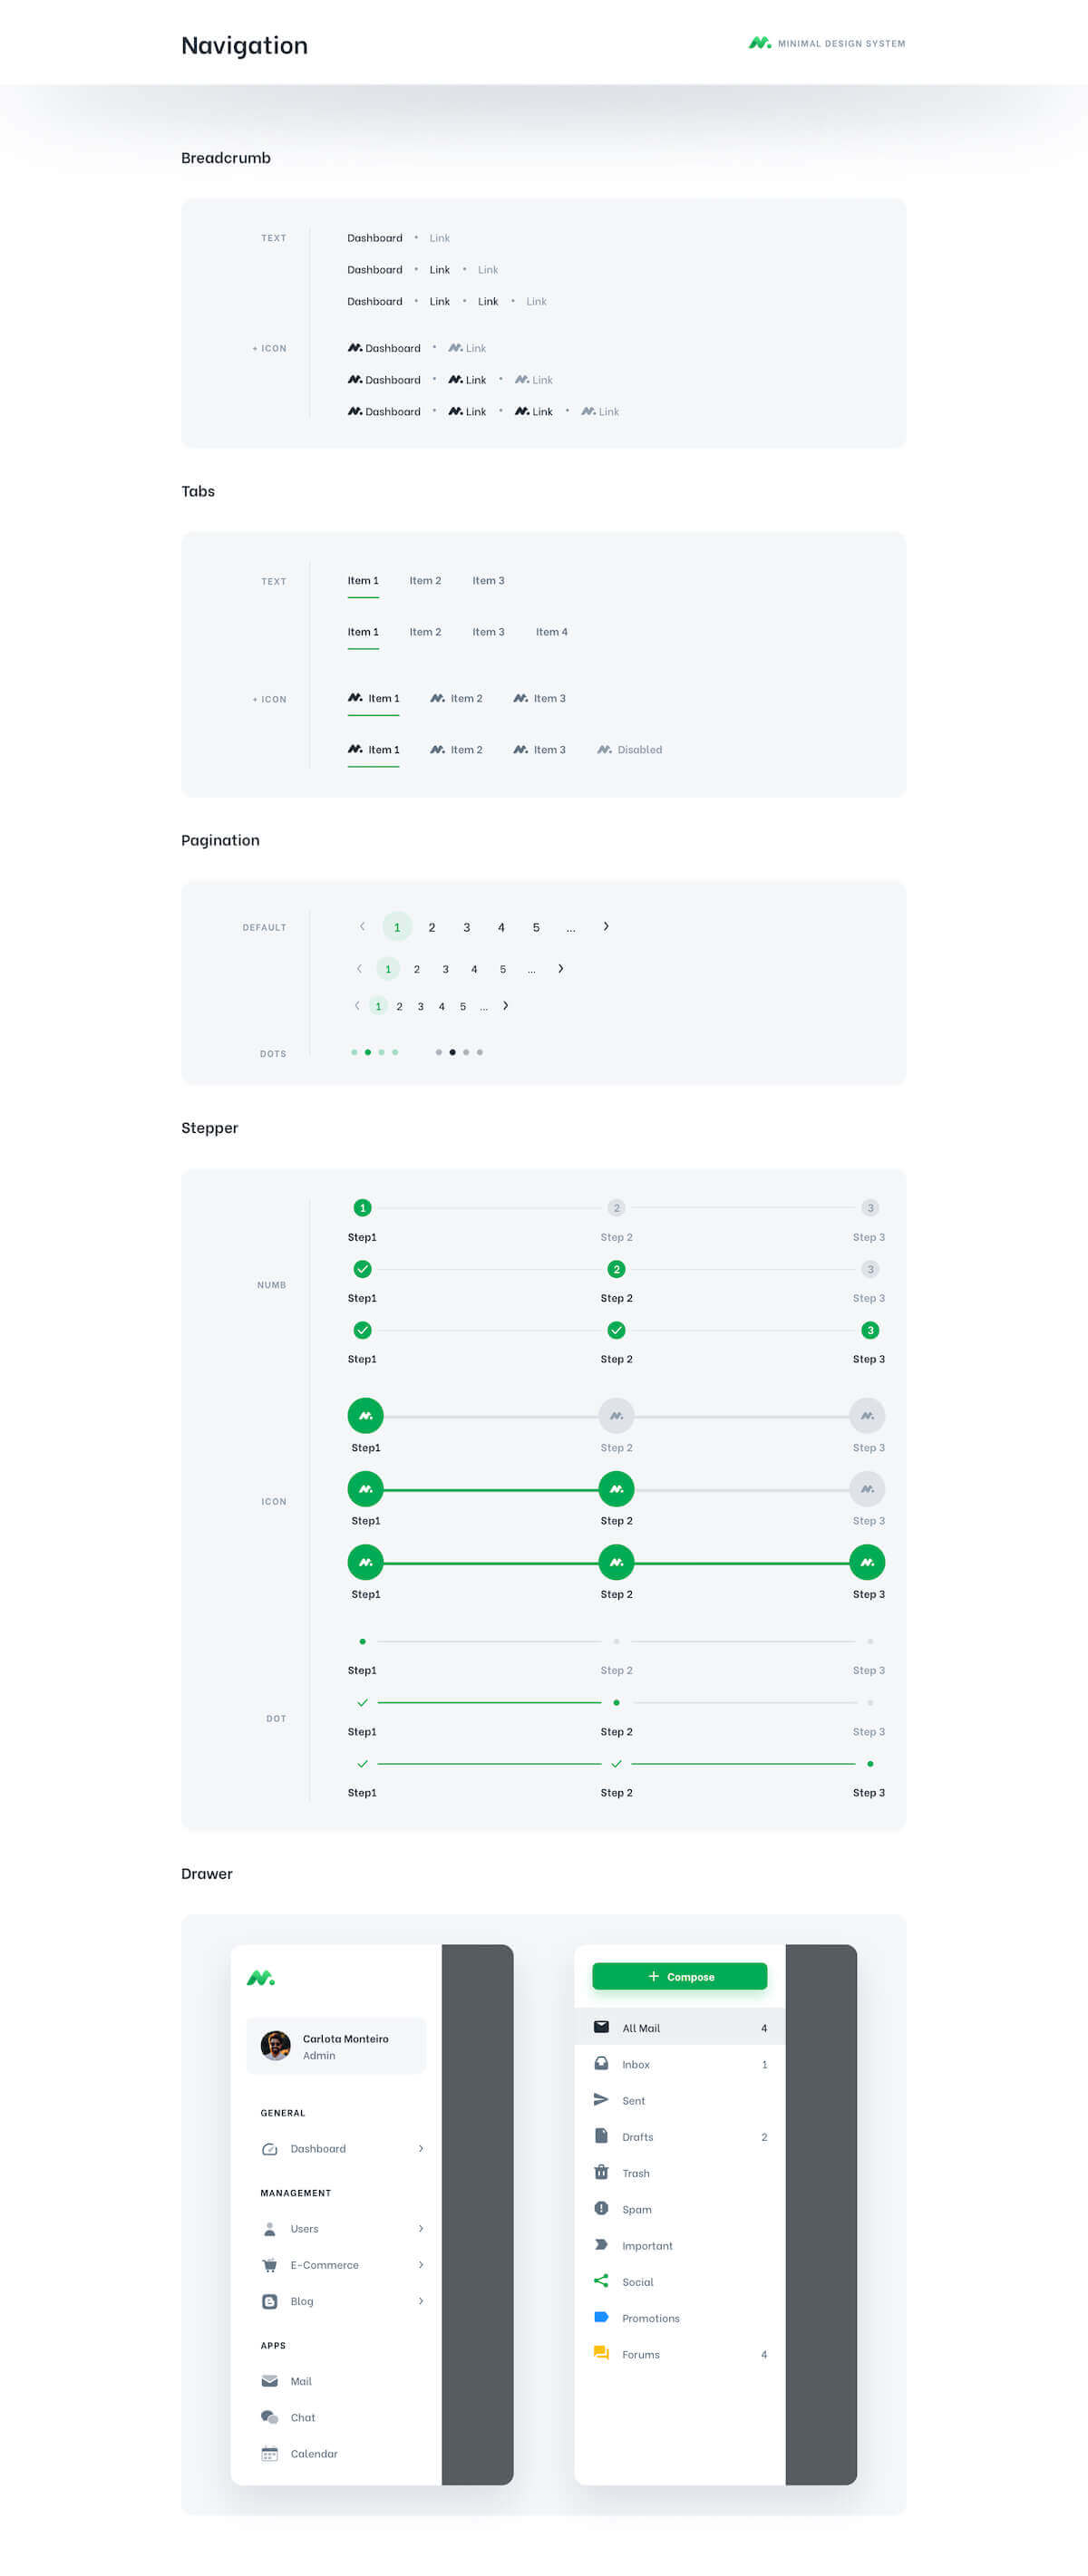 Navigation
MINIMAL DESIGN SYSTEM
Breadcrumb
TEXT
Dashboard • Link
Dashboard • Link • Link
Dashboard • Link • Link • Link
+ ICON
Dashboard • Link
Dashboard • Link • Link
Dashboard • Link • Link • Link
Tabs
TEXT
Item 1 Item 2 Item 3
Item 1 Item 2 Item 3 Item 4
+ ICON
Item 1 Item 2 Item 3
Item 1 Item 2 Item 3 Disabled
Pagination
DEFAULT
1 2 3 4 5 ...
1 2 3 4 5 ...
1 2 3 4 5 ...
DOTS
Stepper
NUMB
1 2 3
Step1 Step 2 Step 3
2 3
Step1 Step 2 Step 3
3
Step1 Step 2 Step 3
ICON
Step1 Step 2 Step 3
Step1 Step 2 Step 3
Step1 Step 2 Step 3
DOT
Step1 Step 2 Step 3
Step1 Step 2 Step 3
Step1 Step 2 Step 3
Drawer
Carlota Monteiro
Admin
GENERAL
Dashboard
MANAGEMENT
Users
E-Commerce
Blog
APPS
Mail
Chat
Calendar
Compose
All Mail 4
Inbox 1
Sent
Drafts 2
Trash
Spam
Important
Social
Promotions
Forums 4